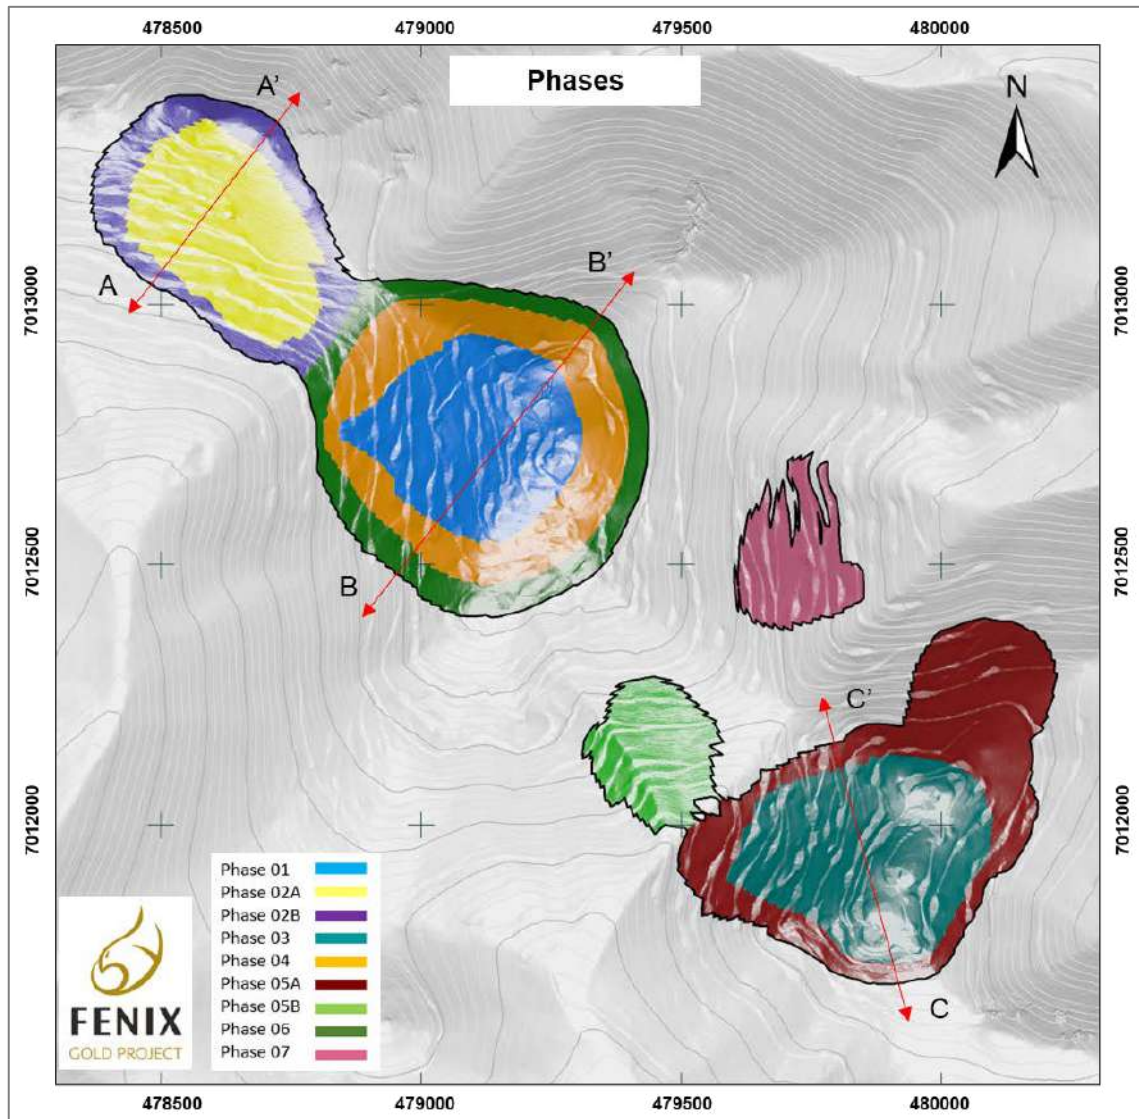 478500 479000 479500 480000
Phases
A'
N
B'
A
7013000 7013000
B
7012500 7012500
C'
7012000 7012000
Phase 01
Phase 02A
Phase 02B
Phase 03
Phase 04
Phase 05A
Phase 05B
Phase 06
Phase 07
C
FENIX
GOLD PROJECT
478500 479000 479500 480000